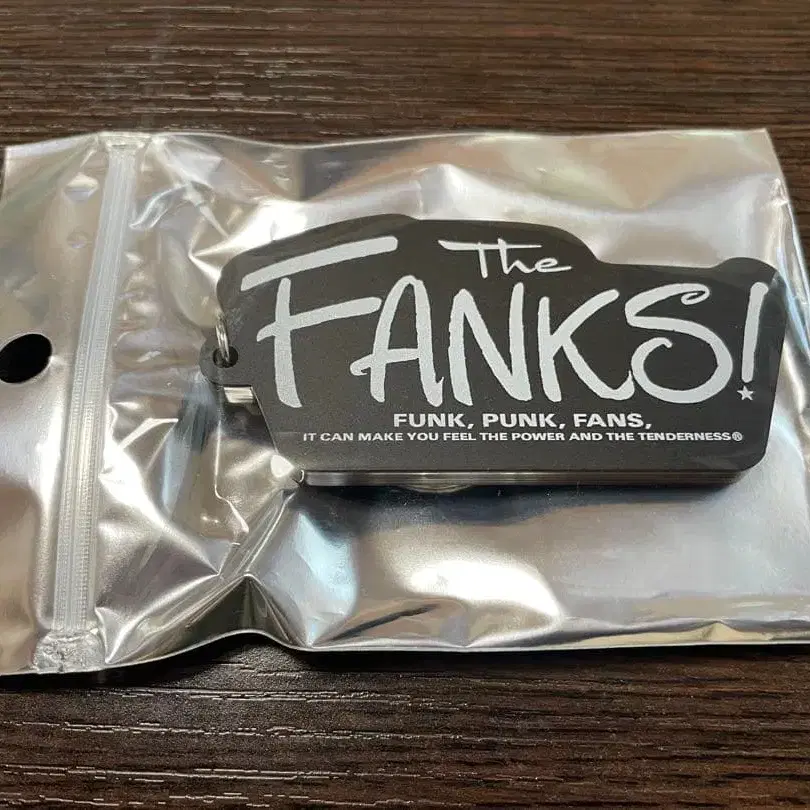 The
FANKS!
FUNK, PUNK, FANS,
IT CAN MAKE YOU FEEL THE POWER AND THE TENDERNESS®